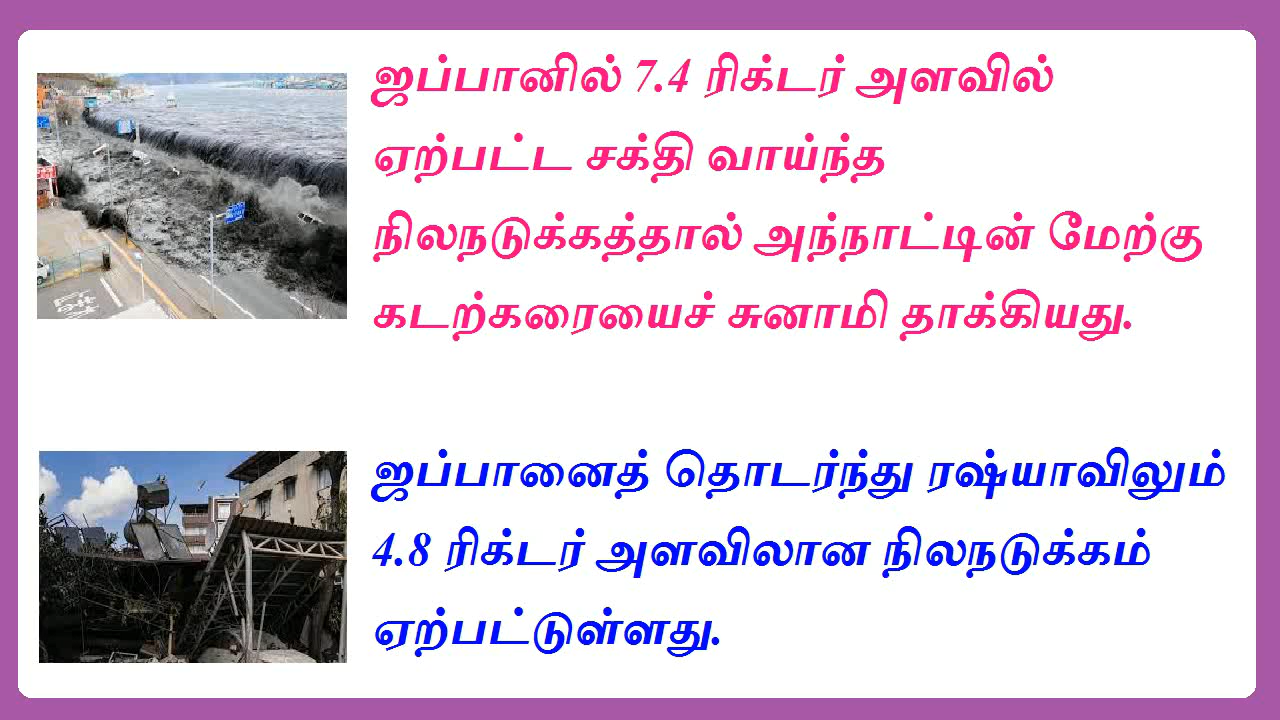 ஜப்பானில் 7.4 ரிக்டர் அளவில்
ஏற்பட்ட சக்தி வாய்ந்த
நிலநடுக்கத்தால் அந்நாட்டின் மேற்கு
கடற்கரையைச் சுனாமி தாக்கியது.
ஜப்பானைத் தொடர்ந்து ரஷ்யாவிலும்
4.8 ரிக்டர் அளவிலான நிலநடுக்கம்
ஏற்பட்டுள்ளது.